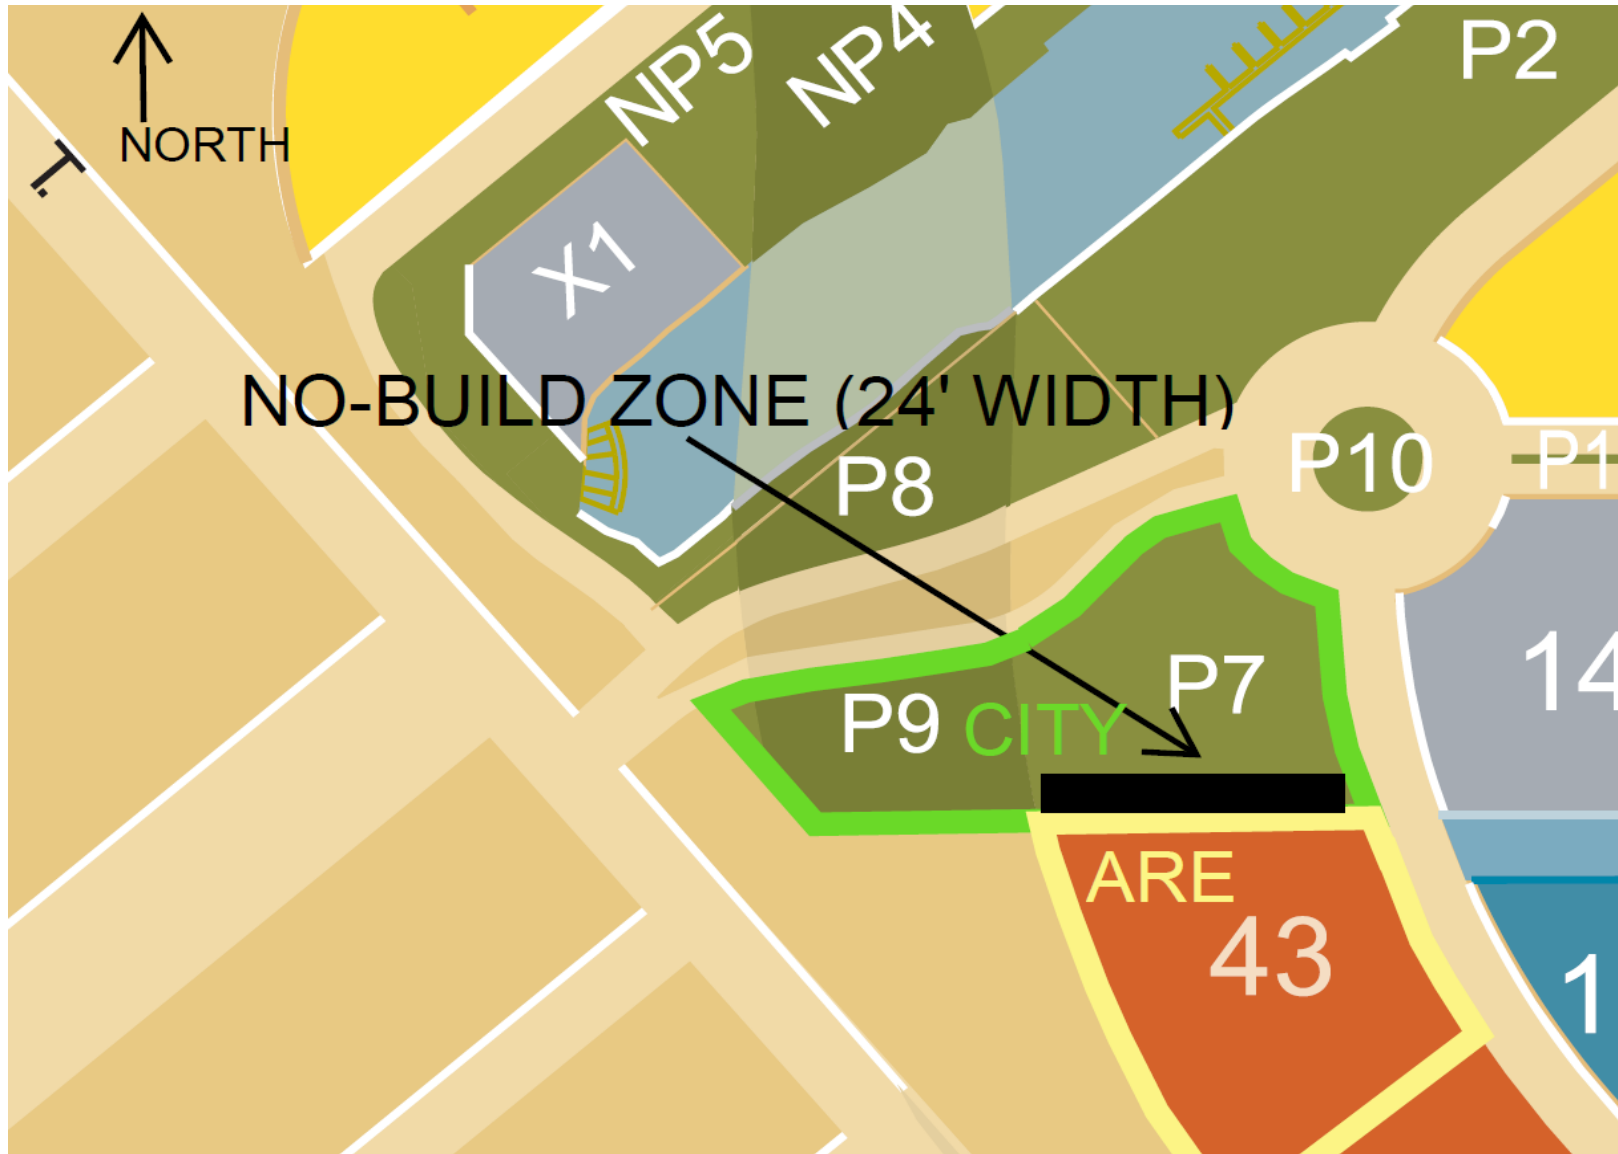 NORTH
T.
NP5
NP4
P2
X1
NO-BUILD ZONE (24' WIDTH)
P8
P10
P1
P7
14
P9
CITY
ARE
43
1